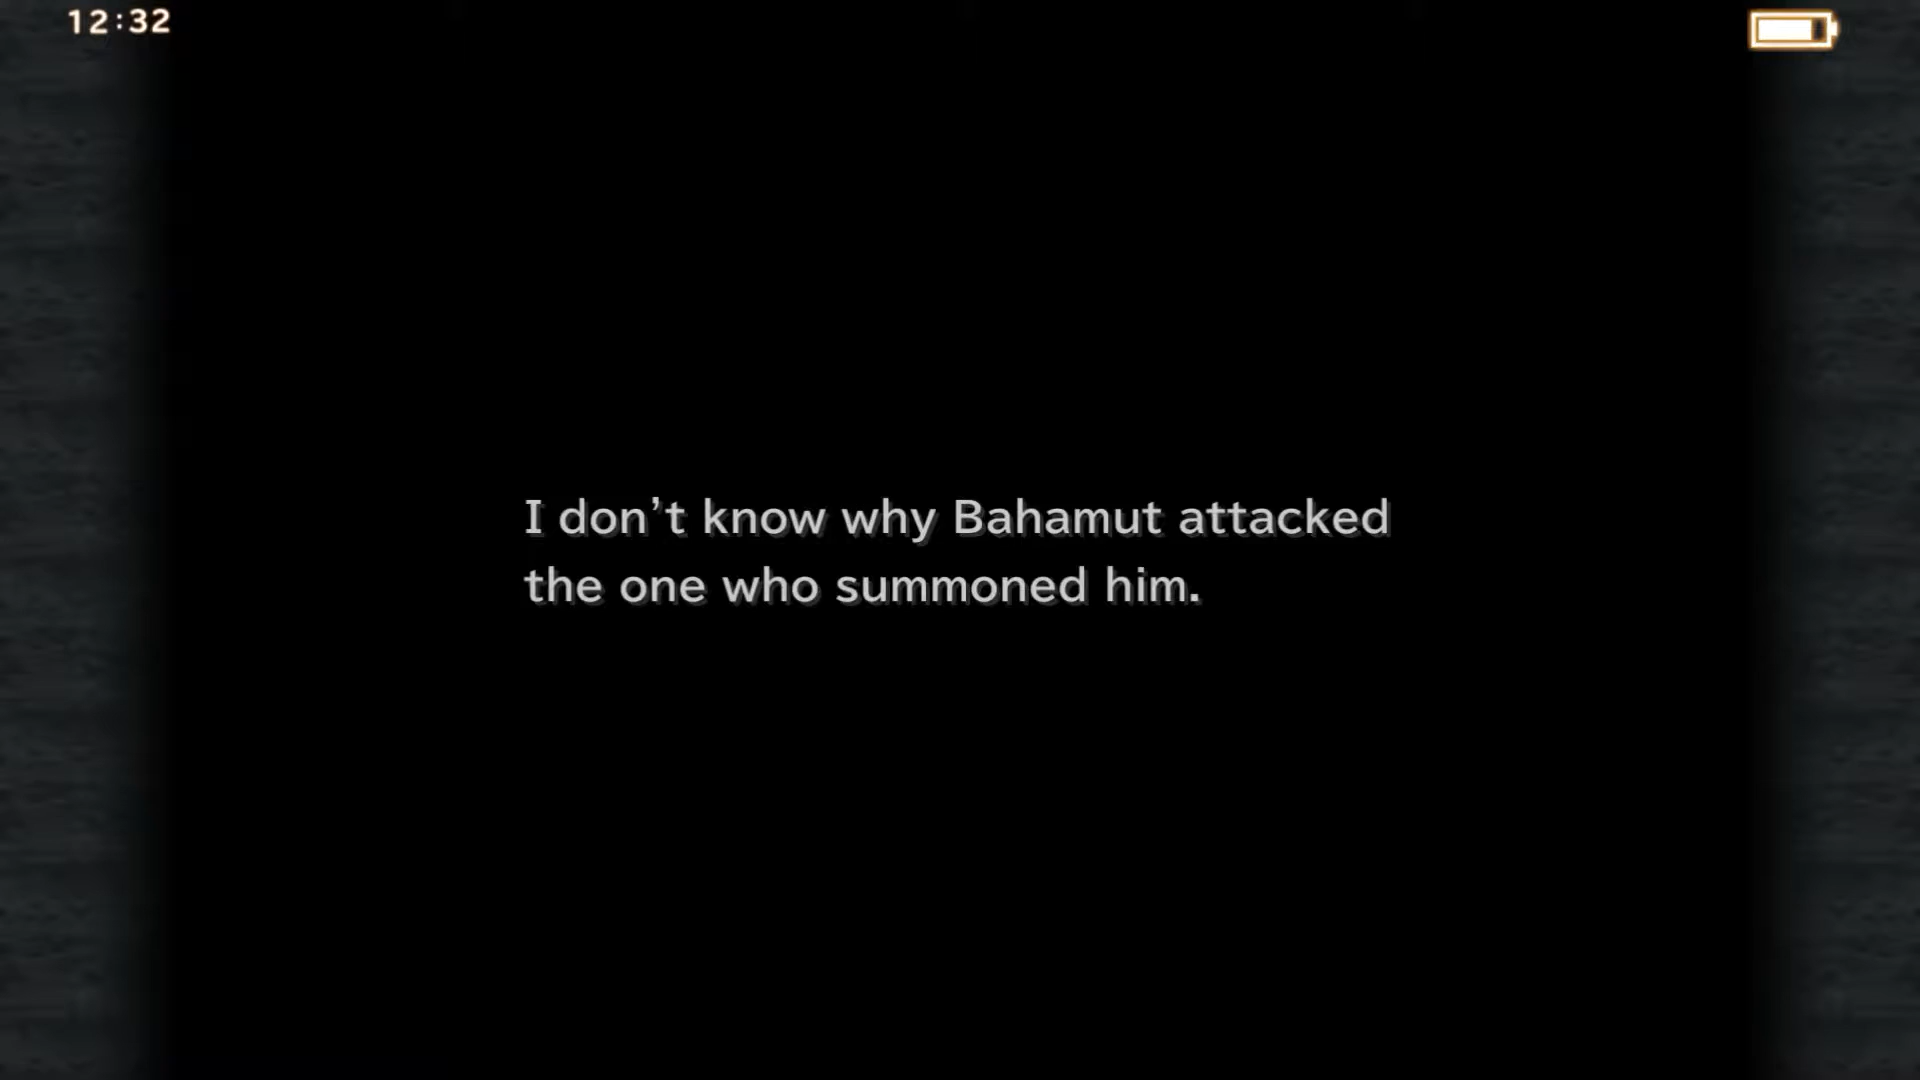 12:32
I don’t know why Bahamut attacked
the one who summoned him.